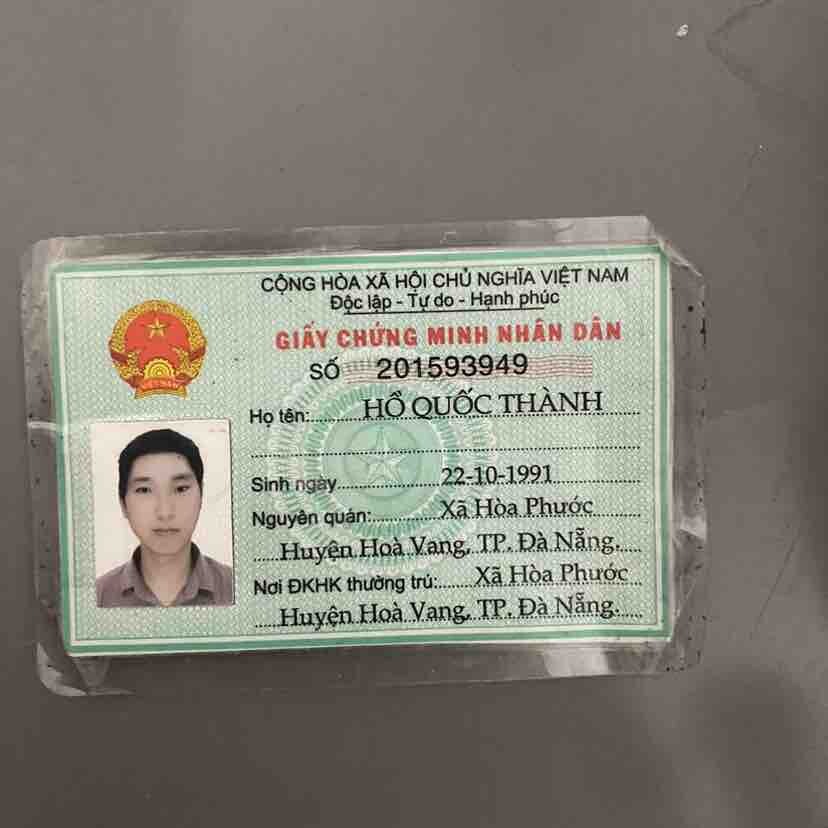 CỘNG HÒA XÃ HỘI CHỦ NGHĨA VIỆT NAM
Độc lập - Tự do - Hạnh phúc
GIẤY CHỨNG MINH NHÂN DÂN
SỐ 201593949
Họ tên: HỒ QUỐC THÀNH
Sinh ngày 22-10-1991
Nguyên quán: Xã Hòa Phước
Huyện Hoà Vang, TP. Đà Nẵng.
Nơi ĐKHK thường trú: Xã Hòa Phước
Huyện Hoà Vang, TP. Đà Nẵng.
VIỆT NAM